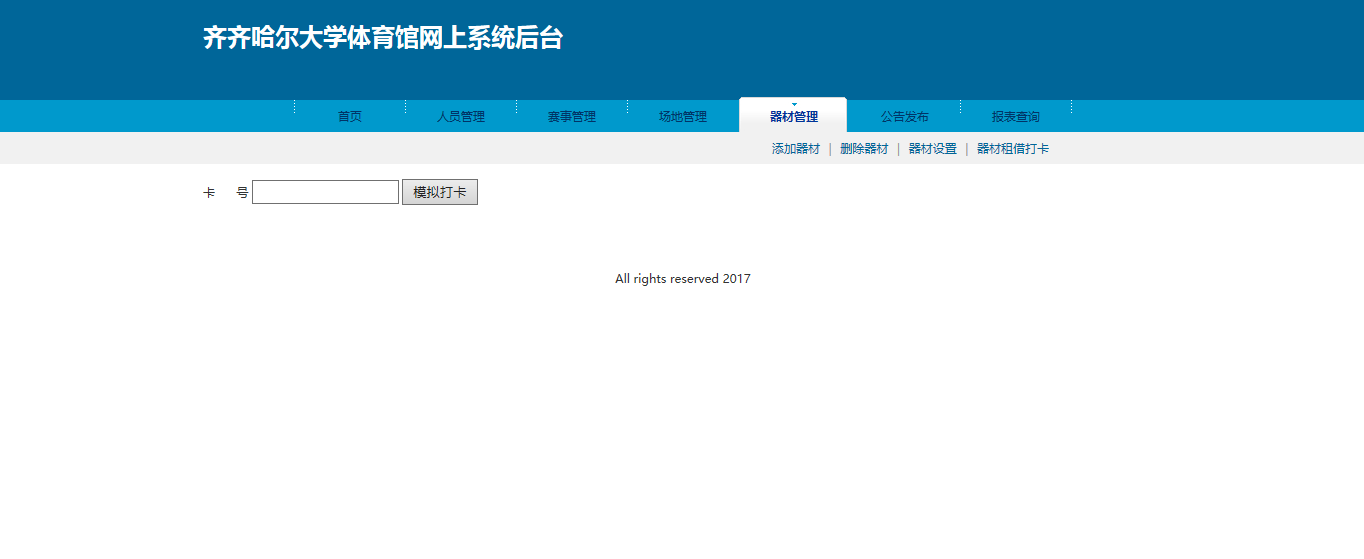 齐齐哈尔大学体育馆网上系统后台
首页 人员管理 赛事管理 场地管理 器材管理 公告发布 报表查询
添加器材 | 删除器材 | 器材设置 | 器材租借打卡
卡 号 模拟打卡
All rights reserved 2017